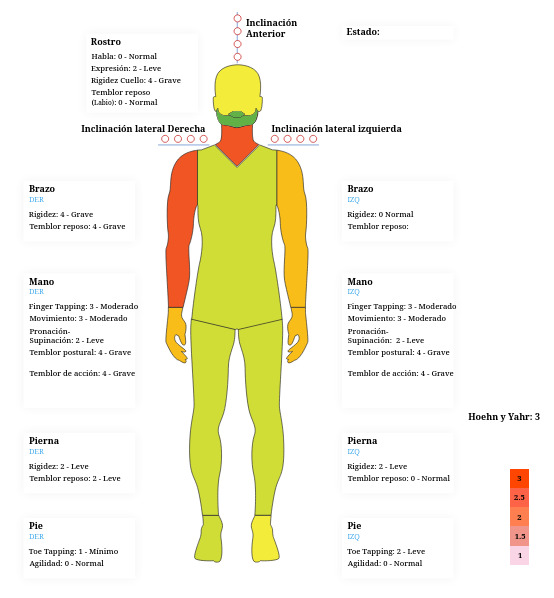 Inclinación
Anterior
Estado:
Rostro
Habla: 0 - Normal
Expresión: 2 - Leve
Rigidez Cuello: 4 - Grave
Temblor reposo
(Labio): 0 - Normal
Inclinación lateral Derecha
Inclinación lateral izquierda
Brazo
DER
Rigidez: 4 - Grave
Temblor reposo: 4 - Grave
Brazo
IZQ
Rigidez: 0 Normal
Temblor reposo:
Mano
DER
Finger Tapping: 3 - Moderado
Movimiento: 3 - Moderado
Pronación-
Supinación: 2 - Leve
Temblor postural: 4 - Grave
Temblor de acción: 4 - Grave
Mano
IZQ
Finger Tapping: 3 - Moderado
Movimiento: 3 - Moderado
Pronación-
Supinación: 2 - Leve
Temblor postural: 4 - Grave
Temblor de acción: 4 - Grave
Hoehn y Yahr: 3
Pierna
DER
Rigidez: 2 - Leve
Temblor reposo: 2 - Leve
Pierna
IZQ
Rigidez: 2 - Leve
Temblor reposo: 0 - Normal
3
2.5
2
1.5
1
Pie
DER
Toe Tapping: 1 - Mínimo
Agilidad: 0 - Normal
Pie
IZQ
Toe Tapping: 2 - Leve
Agilidad: 0 - Normal